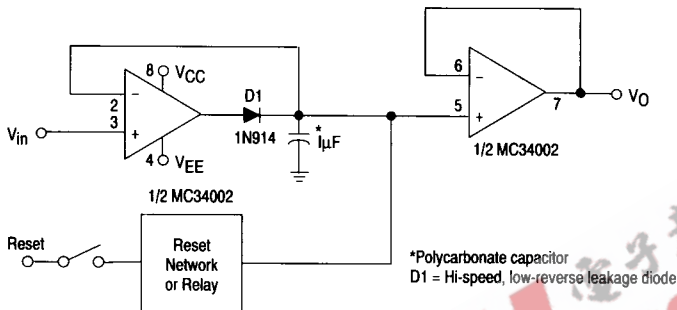 6
8
VCC
D1
2
3
5
7
VO
Vin
1N914
*
IµF
4
VEE
1/2 MC34002
1/2 MC34002
Reset
Reset
Network
or Relay
*Polycarbonate capacitor
D1 = Hi-speed, low-reverse leakage diode
−
+
−
+